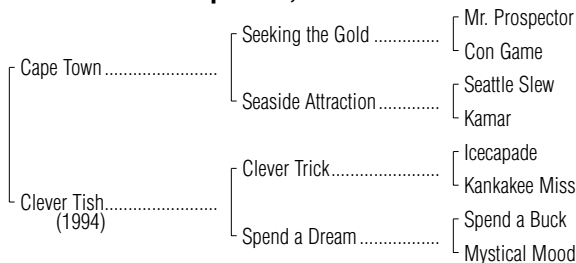 Mr. Prospector
Seeking the Gold ..............
Con Game
Cape Town ........................
Seattle Slew
Seaside Attraction .............
Kamar
Icecapade
Clever Trick .......................
Kankakee Miss
Clever Tish ........................
(1994)
Spend a Buck
Spend a Dream .................
Mystical Mood